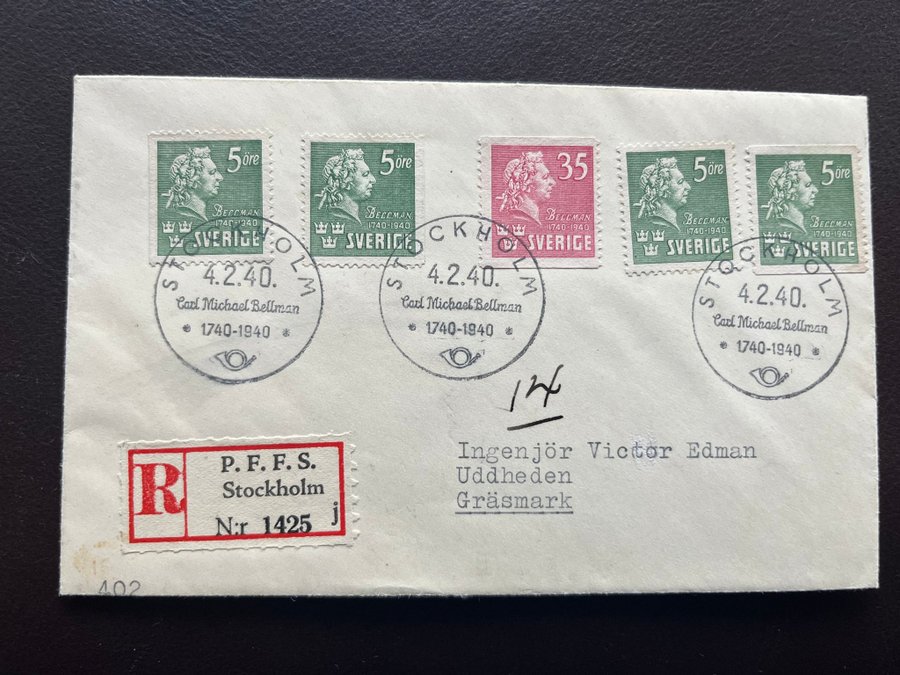 5 öre
BELLMAN
1740-1940
SVERIGE
5 öre
BELLMAN
1740-1940
SVERIGE
35
BELLMAN
1740-1940
SVERIGE
5 öre
BELLMAN
1740-1940
SVERIGE
5 öre
BELLMAN
1740-1940
SVERIGE
STOCKHOLM
4.2.40.
Carl Michael Bellman
* 1740-1940 *
STOCKHOLM
4.2.40.
Carl Michael Bellman
* 1740-1940 *
STOCKHOLM
4.2.40.
Carl Michael Bellman
* 1740-1940 *
14
Ingenjör Victor Edman
Uddheden
Gräsmark
R
P. F. F. S.
Stockholm
N:r 1425 j
402